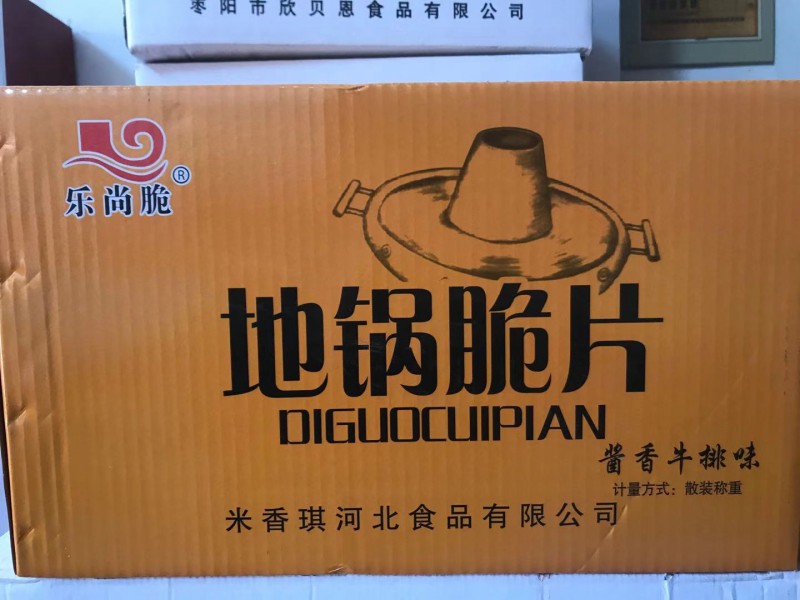 枣阳市欣贝恩食品有限公司
乐尚脆®
地锅脆片
DIGUOCUIPIAN
酱香牛排味
计量方式：散装称重
米香琪河北食品有限公司